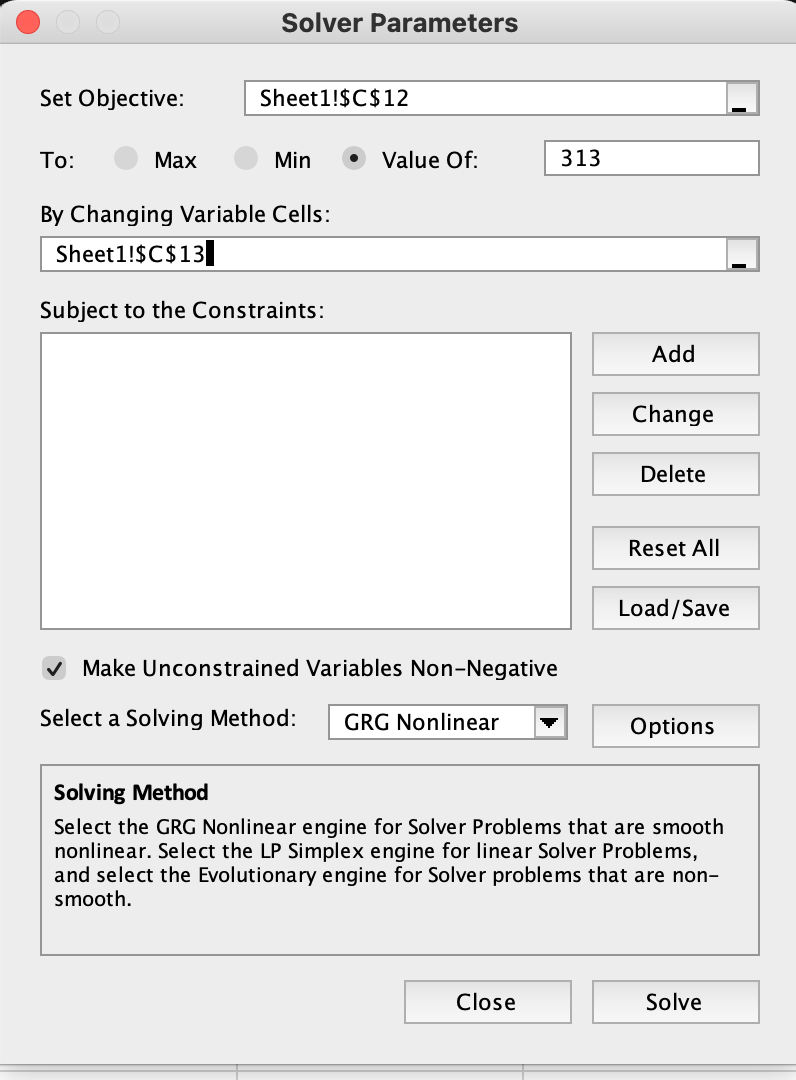 Solver Parameters
Set Objective: Sheet1!$C$12
To: Max Min Value Of: 313
By Changing Variable Cells:
Sheet1!$C$13
Subject to the Constraints:
Add
Change
Delete
Reset All
Load/Save
Make Unconstrained Variables Non-Negative
Select a Solving Method: GRG Nonlinear Options
Solving Method
Select the GRG Nonlinear engine for Solver Problems that are smooth
nonlinear. Select the LP Simplex engine for linear Solver Problems,
and select the Evolutionary engine for Solver problems that are non-
smooth.
Close Solve